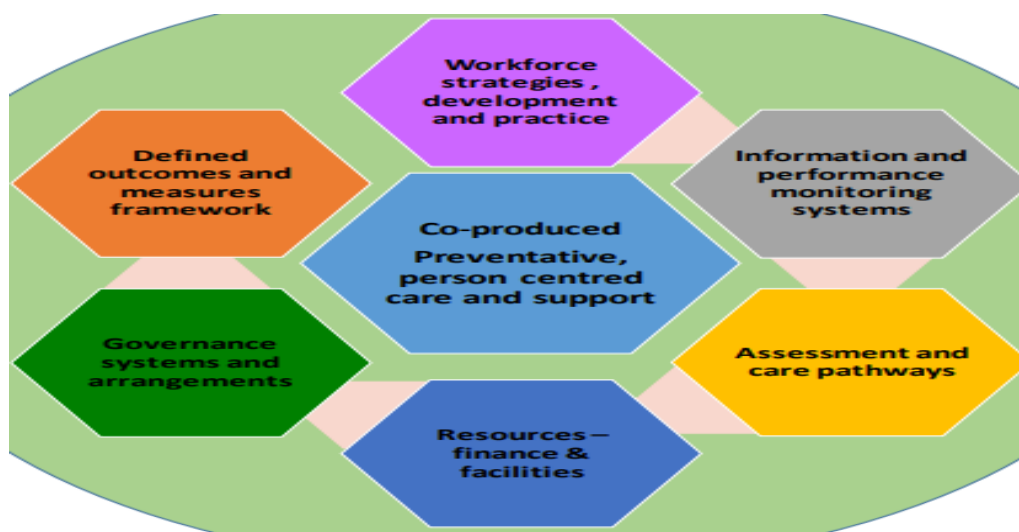 Workforce
strategies ,
development
and practice
Defined
outcomes and
measures
framework
Information and
performance
monitoring
systems
Co-produced
Preventative,
person centred
care and support
Governance
systems and
arrangements
Assessment and
care pathways
Resources –
finance &
facilities